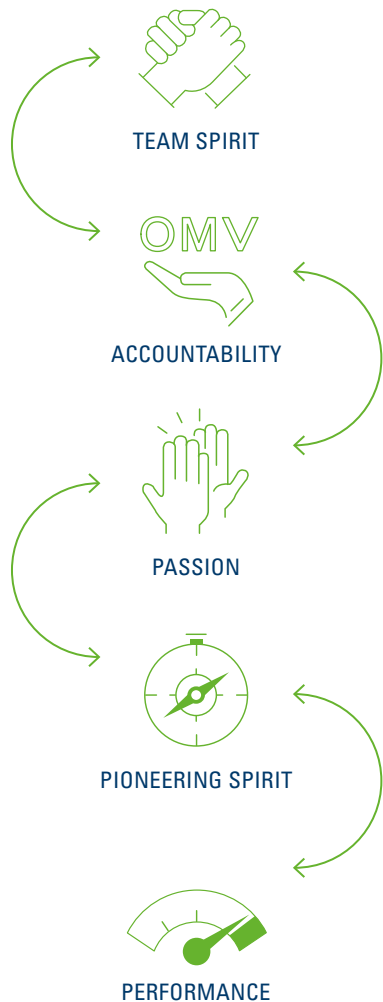 TEAM SPIRIT
OMV
ACCOUNTABILITY
PASSION
PIONEERING SPIRIT
PERFORMANCE